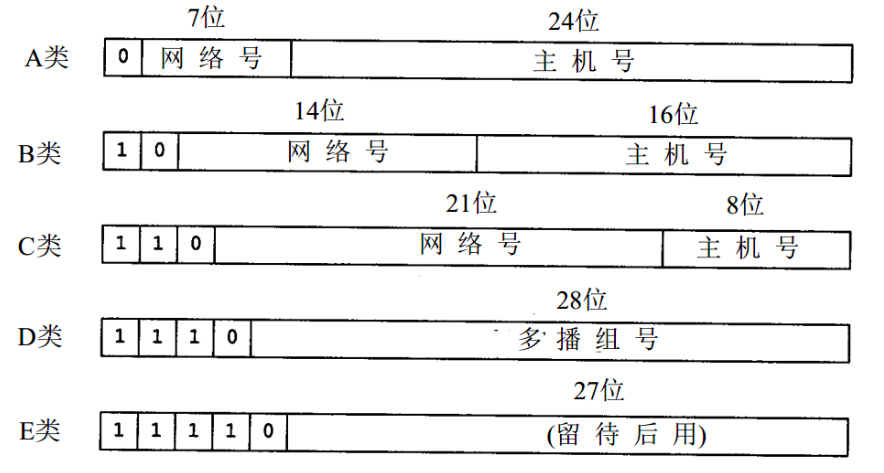 7位 24位
A类 0 网络号 主机号
14位 16位
B类 1 0 网络号 主机号
21位 8位
C类 1 1 0 网络号 主机号
28位
D类 1 1 1 0 多播组号
27位
E类 1 1 1 1 0 (留待后用)